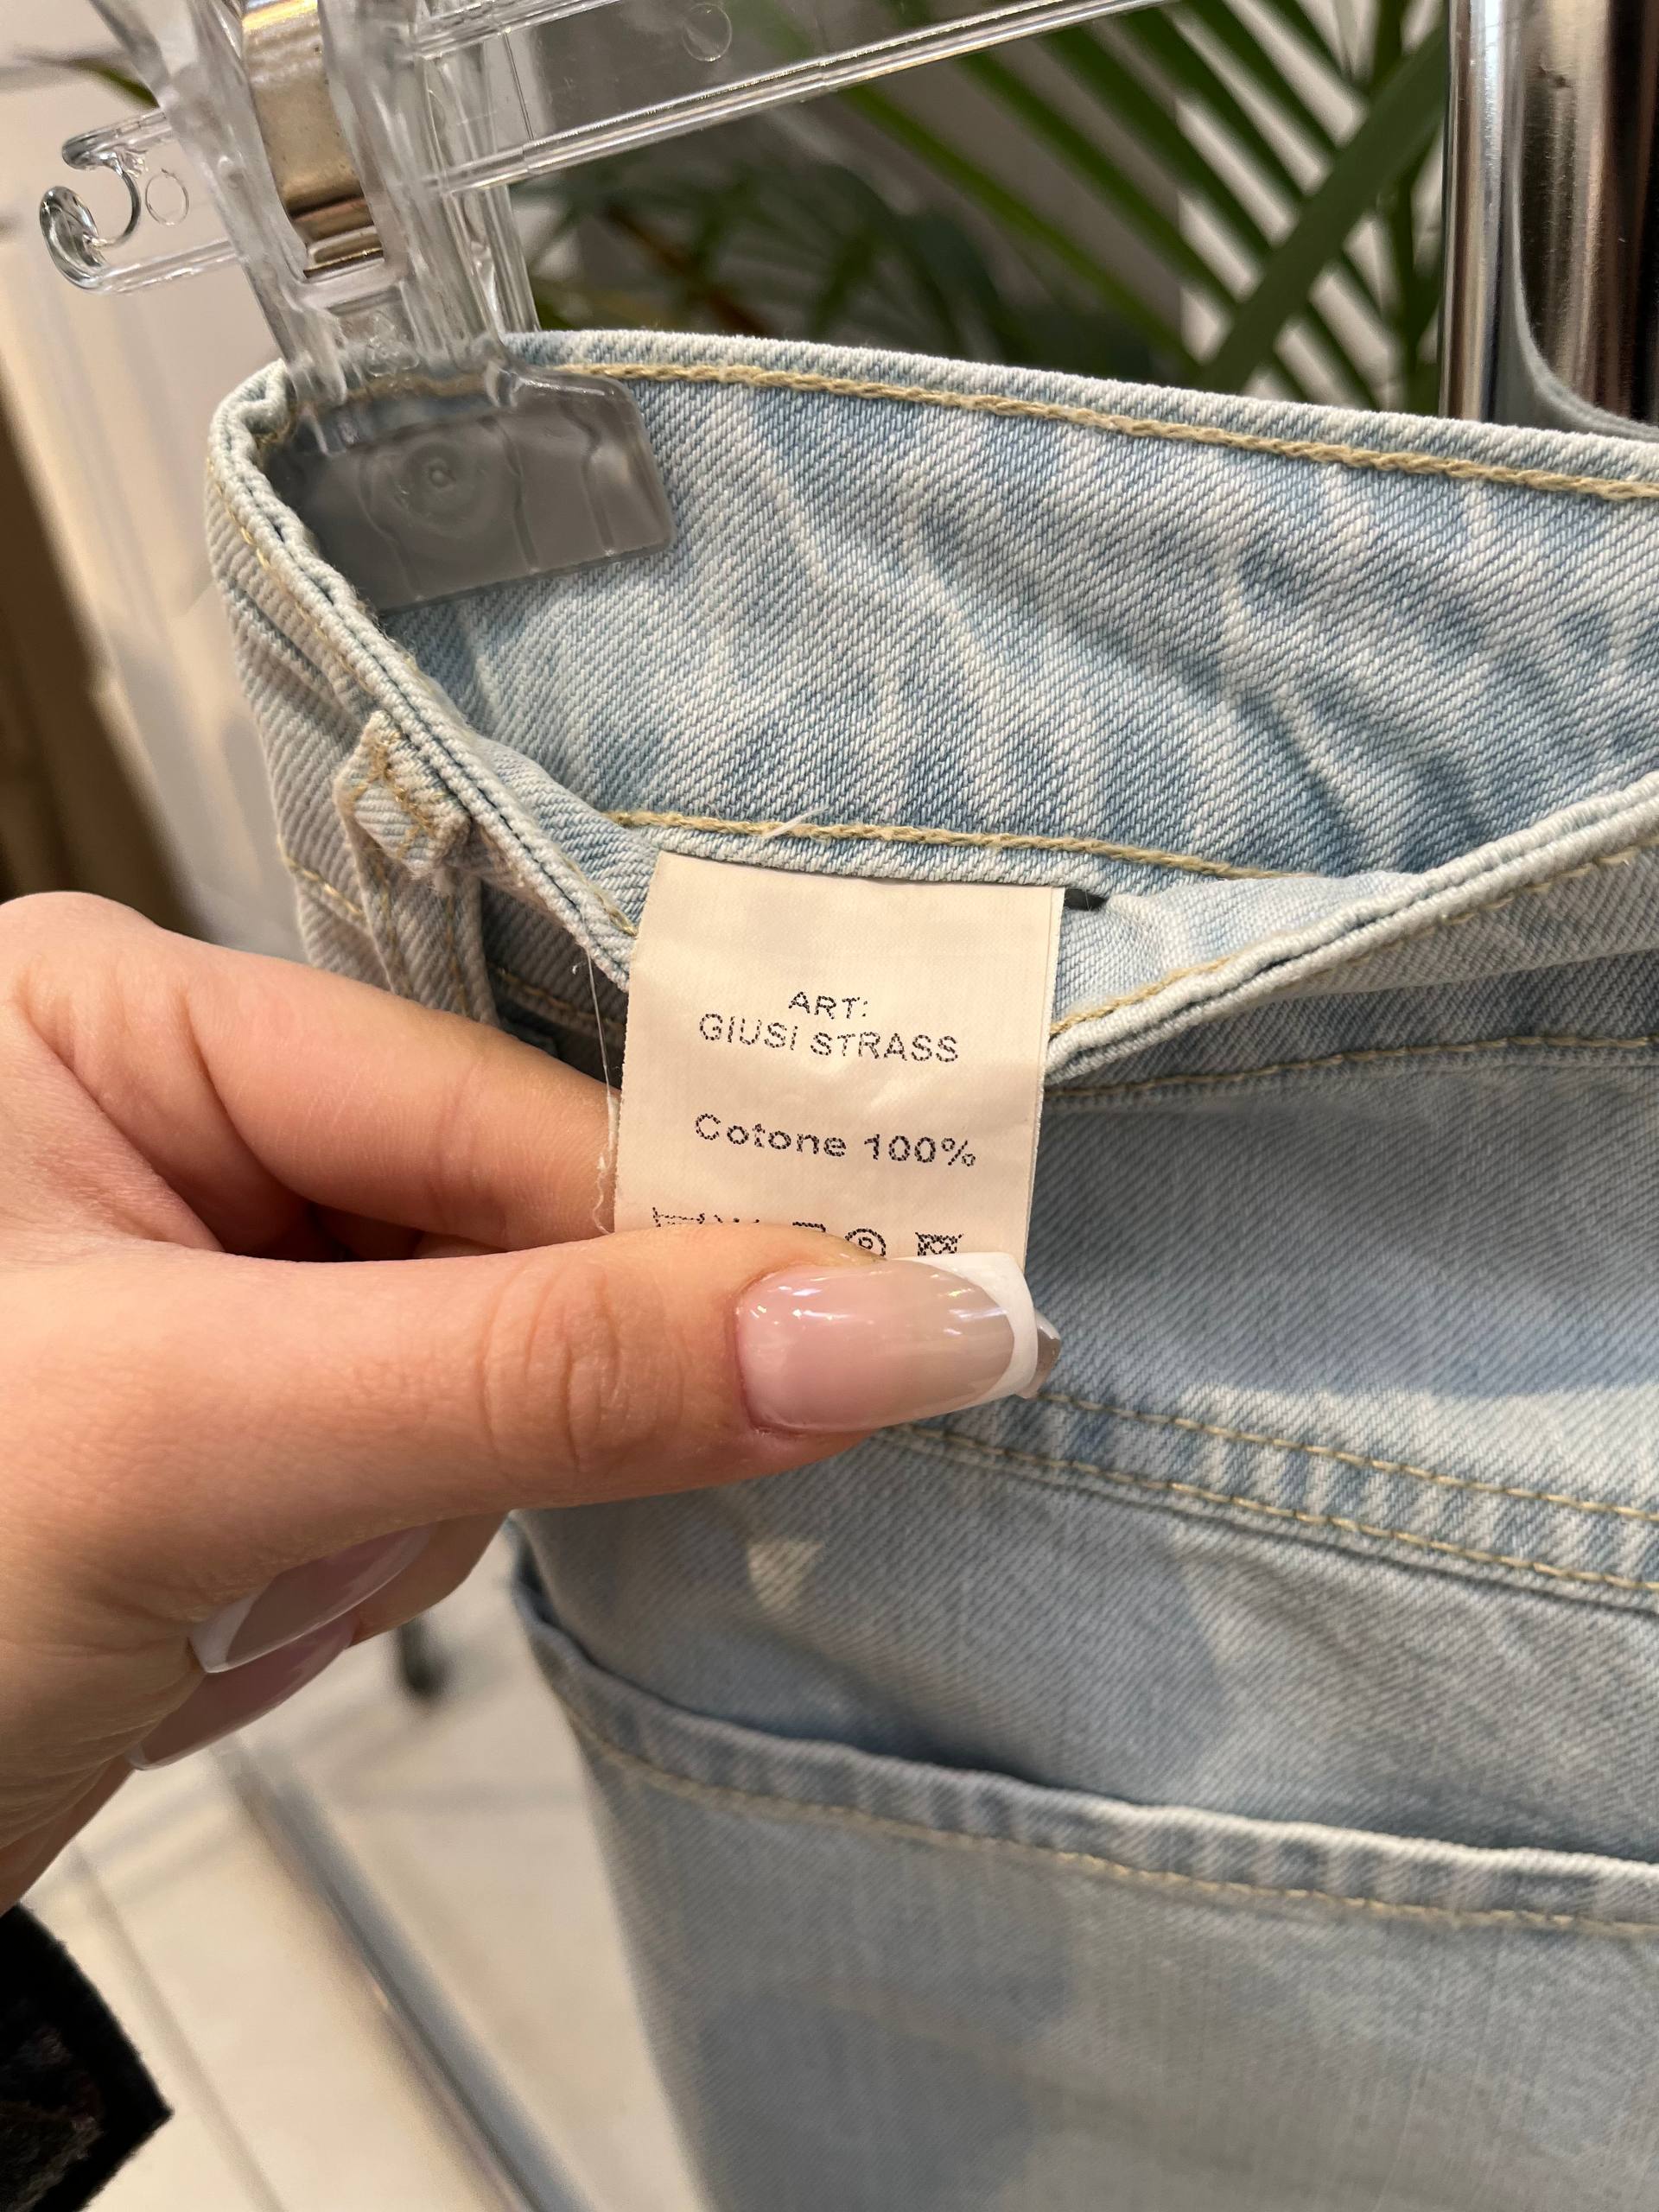 ART:
GIUSI STRASS
Cotone 100%